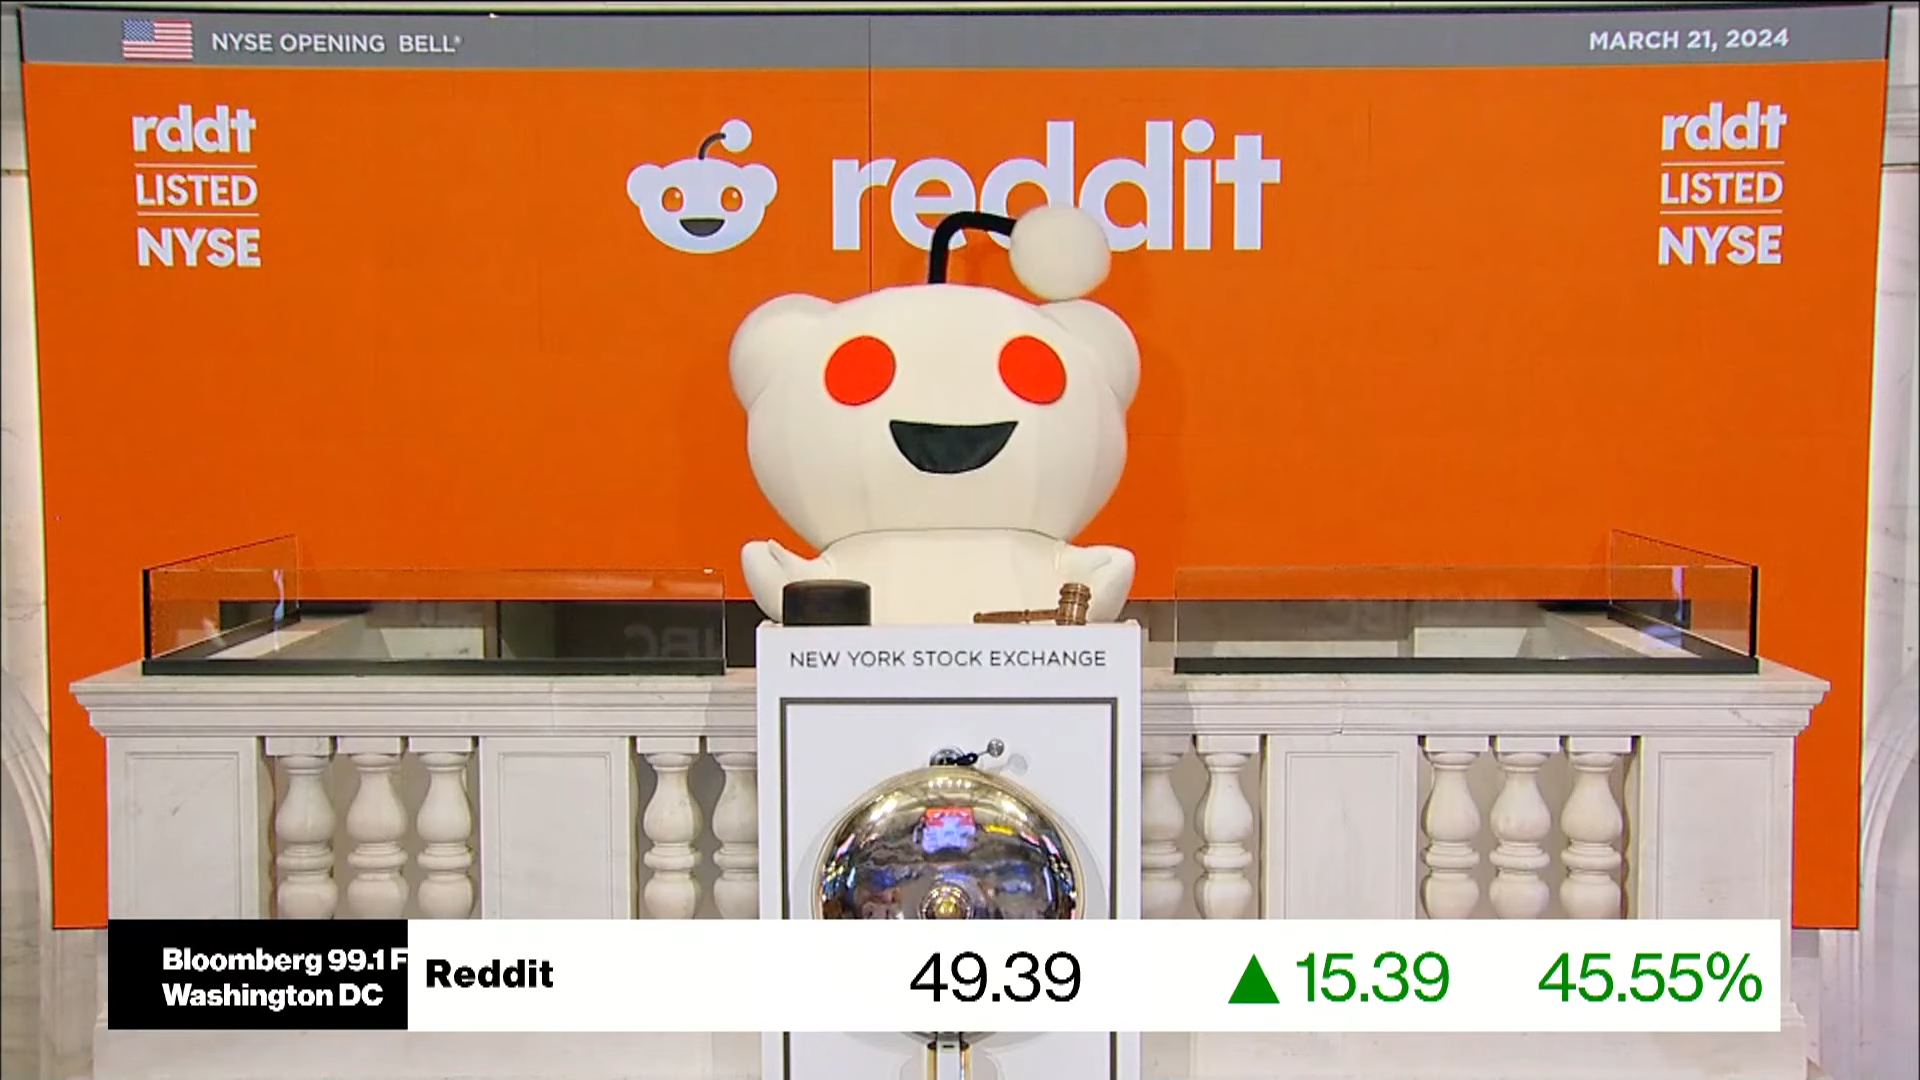 NYSE OPENING BELL®
MARCH 21, 2024
rddt
LISTED
NYSE
reddit
rddt
LISTED
NYSE
NEW YORK STOCK EXCHANGE
Bloomberg 99.1 F
Washington DC
Reddit
49.39
▲ 15.39
45.55%